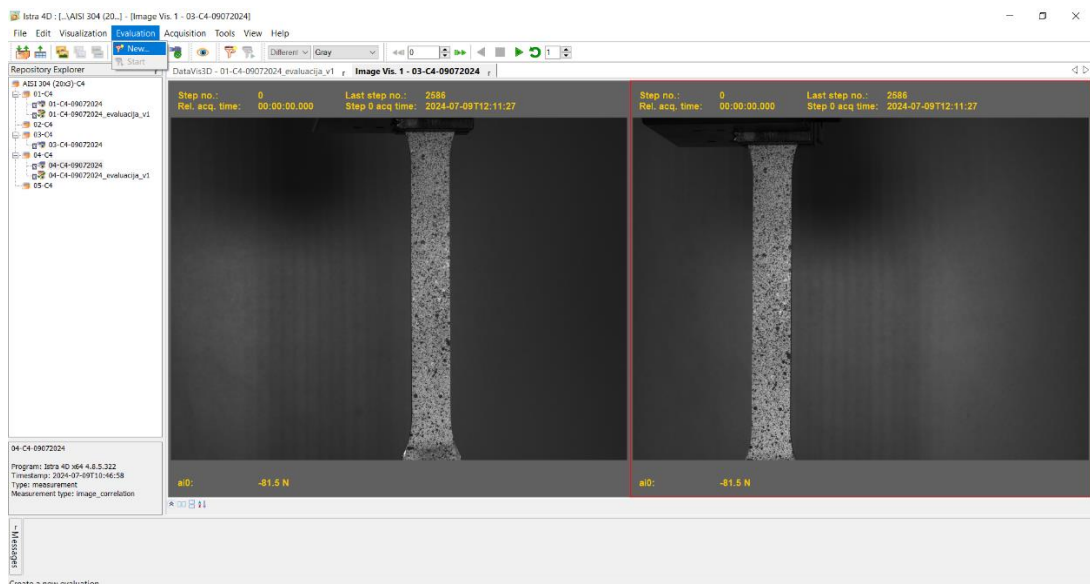 Istra 4D : [...\AISI 304 (20...] - [Image Vis. 1 - 03-C4-09072024]
File Edit Visualization Evaluation Acquisition Tools View Help
New...
Start
Different
Gray
0
1
Repository Explorer
DataVis3D - 01-C4-09072024_evaluacija_v1
Image Vis. 1 - 03-C4-09072024
AISI 304 (20x3)-C4
01-C4
01-C4-09072024
01-C4-09072024_evaluacija_v1
02-C4
03-C4
03-C4-09072024
04-C4
04-C4-09072024
04-C4-09072024_evaluacija_v1
05-C4
Step no.: 0 Last step no.: 2586
Rel. acq. time: 00:00:00.000 Step 0 acq time: 2024-07-09T12:11:27
ai0: -81.5 N
Step no.: 0 Last step no.: 2586
Rel. acq. time: 00:00:00.000 Step 0 acq time: 2024-07-09T12:11:27
ai0: -81.5 N
04-C4-09072024
Program: Istra 4D x64 4.8.5.322
Timestamp: 2024-07-09T10:46:58
Type: measurement
Measurement type: image_correlation
Messages
Create a new evaluation